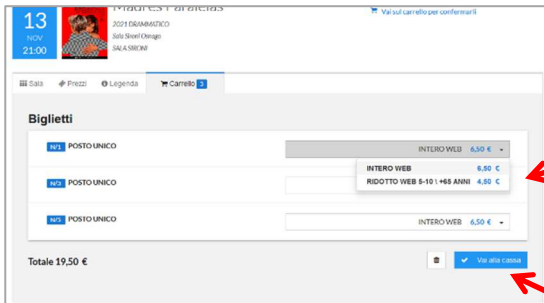 Madres Paralelas
Vai sul carrello per confermarli
13
NOV
21:00
2021 DRAMMATICO
Sala Sironi Osnago
SALA SIRONI
Sala
Prezzi
Legenda
Carrello 3
Biglietti
N/1 POSTO UNICO
INTERO WEB 6,50 €
INTERO WEB 6,50 €
RIDOTTO WEB 5-10 \ +65 ANNI 4,50 €
N/3 POSTO UNICO
N/5 POSTO UNICO
INTERO WEB 6,50 €
Totale 19,50 €
Vai alla cassa